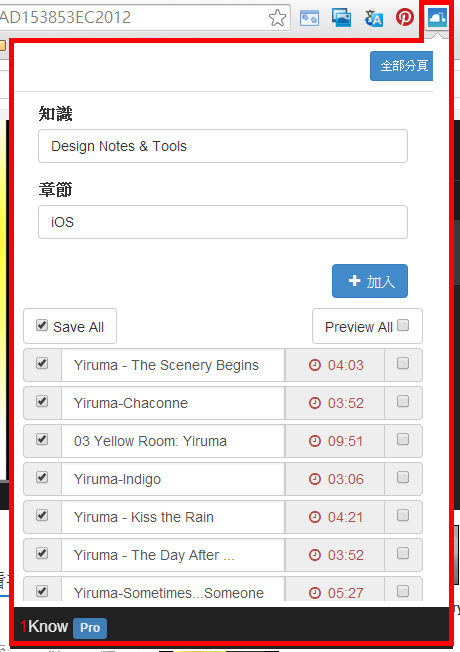 AD153853EC2012
全部分頁
知識
Design Notes & Tools
章節
iOS
+ 加入
Save All Preview All
Yiruma - The Scenery Begins 04:03
Yiruma-Chaconne 03:52
03 Yellow Room: Yiruma 09:51
Yiruma-Indigo 03:06
Yiruma - Kiss the Rain 04:21
Yiruma - The Day After ... 03:52
Yiruma-Sometimes...Someone 05:27
1Know Pro